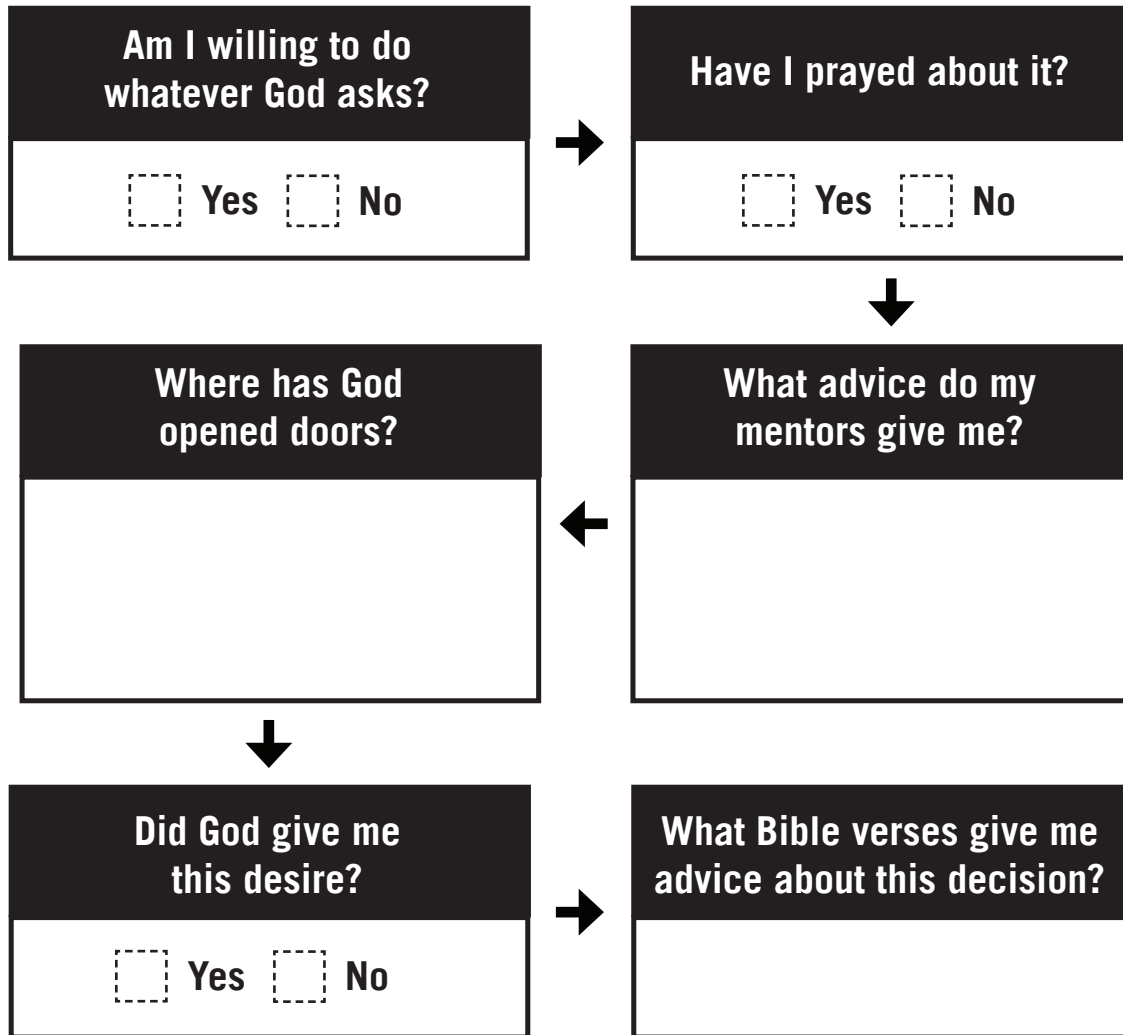 Am I willing to do
whatever God asks?
Yes No
Have I prayed about it?
Yes No
What advice do my
mentors give me?
Where has God
opened doors?
Did God give me
this desire?
Yes No
What Bible verses give me
advice about this decision?